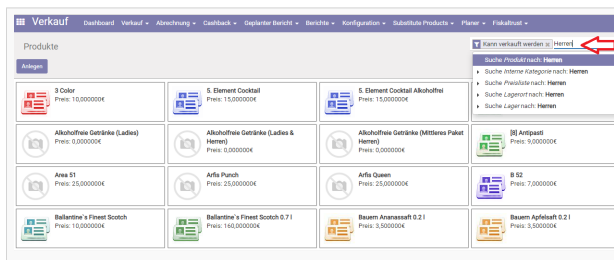 Verkauf Dashboard Verkauf Abrechnung Cashback Geplanter Bericht Berichte Konfiguration Substitute Products Planer Fiskaltrust
Produkte
Kann verkauft werden x Herren
Anlegen
Suche Produkt nach: Herren
Suche Interne Kategorie nach: Herren
Suche Preisliste nach: Herren
Suche Lagerort nach: Herren
Suche Lager nach: Herren
3 Color
Preis: 10,000000€
5. Element Cocktail
Preis: 15,000000€
5. Element Cocktail Alkoholfrei
Preis: 15,000000€
Alkoholfreie Getränke (Ladies)
Preis: 0,000000€
Alkoholfreie Getränke (Ladies &
Herren)
Preis: 0,000000€
Alkoholfreie Getränke (Mittleres Paket
Herren)
Preis: 0,000000€
[8] Antipasti
Preis: 9,000000€
Area 51
Preis: 25,000000€
Arfis Punch
Preis: 25,000000€
Arfis Queen
Preis: 25,000000€
B 52
Preis: 7,000000€
Ballantine's Finest Scotch
Preis: 10,000000€
Ballantine's Finest Scotch 0.7 l
Preis: 160,000000€
Bauern Ananassaft 0.2 l
Preis: 3,500000€
Bauern Apfelsaft 0.2 l
Preis: 3,500000€